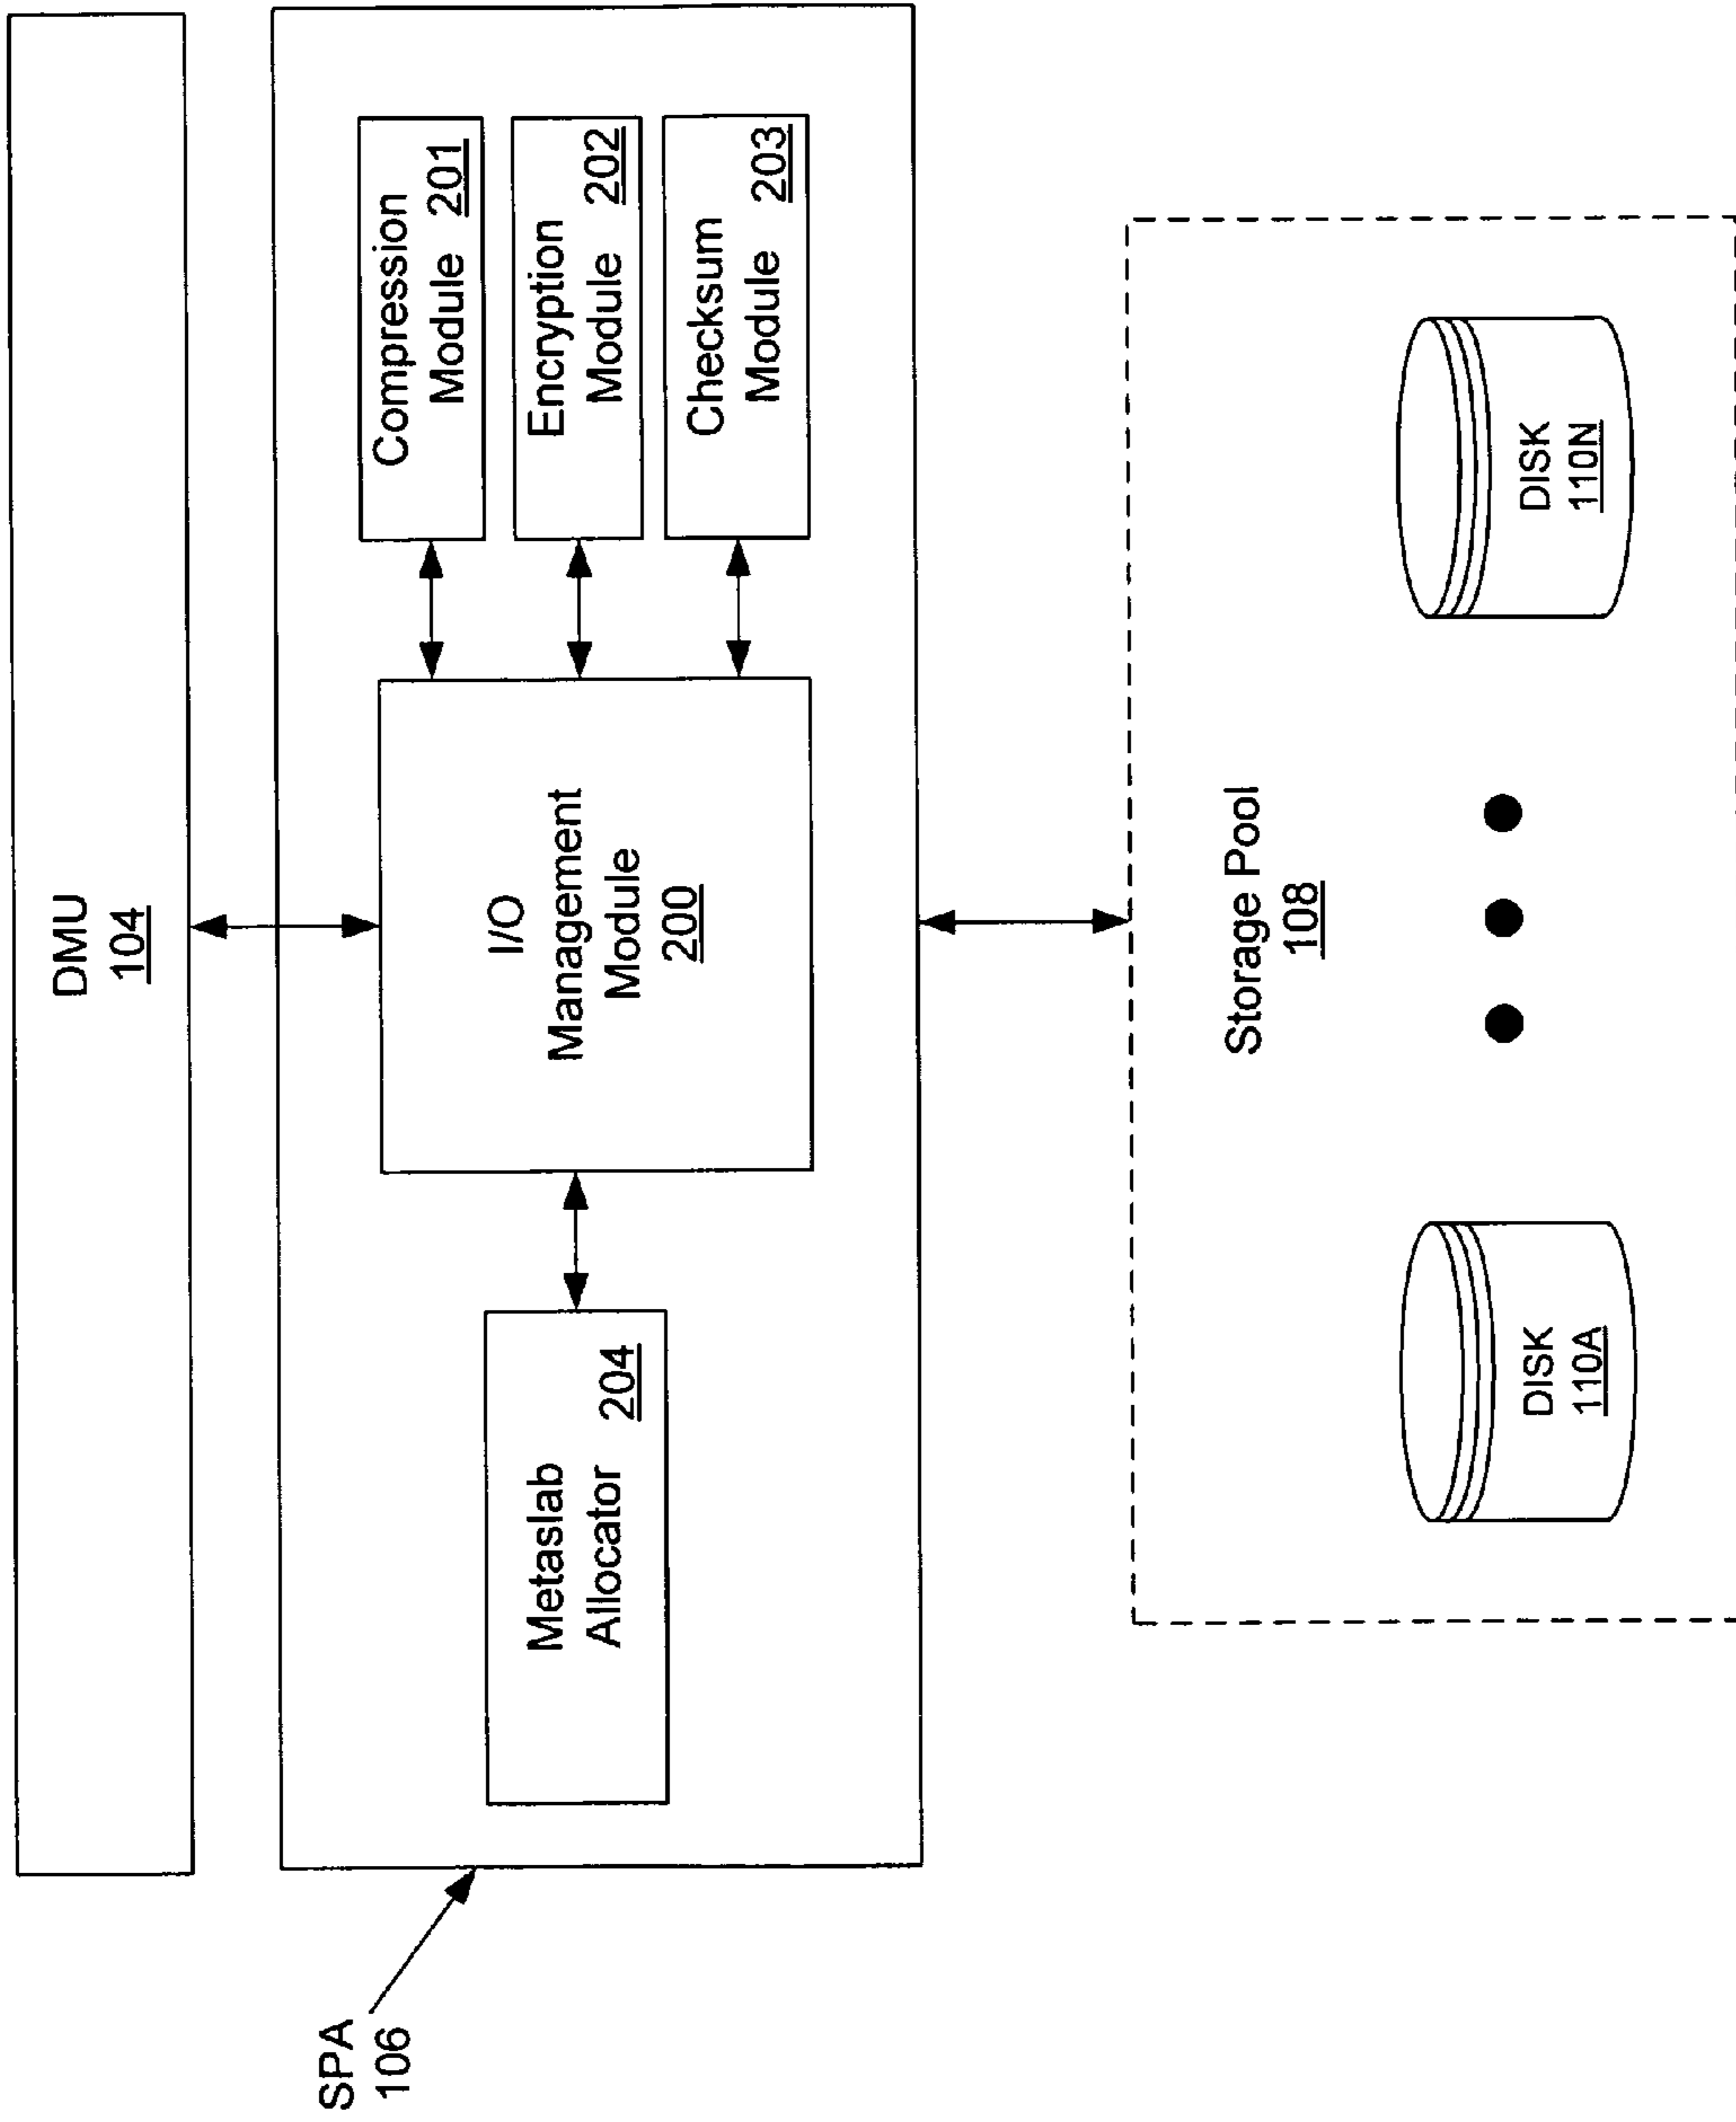 DMU
104
SPA
106
Metaslab
Allocator 204
I/O
Management
Module
200
Compression
Module 201
Encryption
Module 202
Checksum
Module 203
Storage Pool
108
DISK
110A
DISK
110N